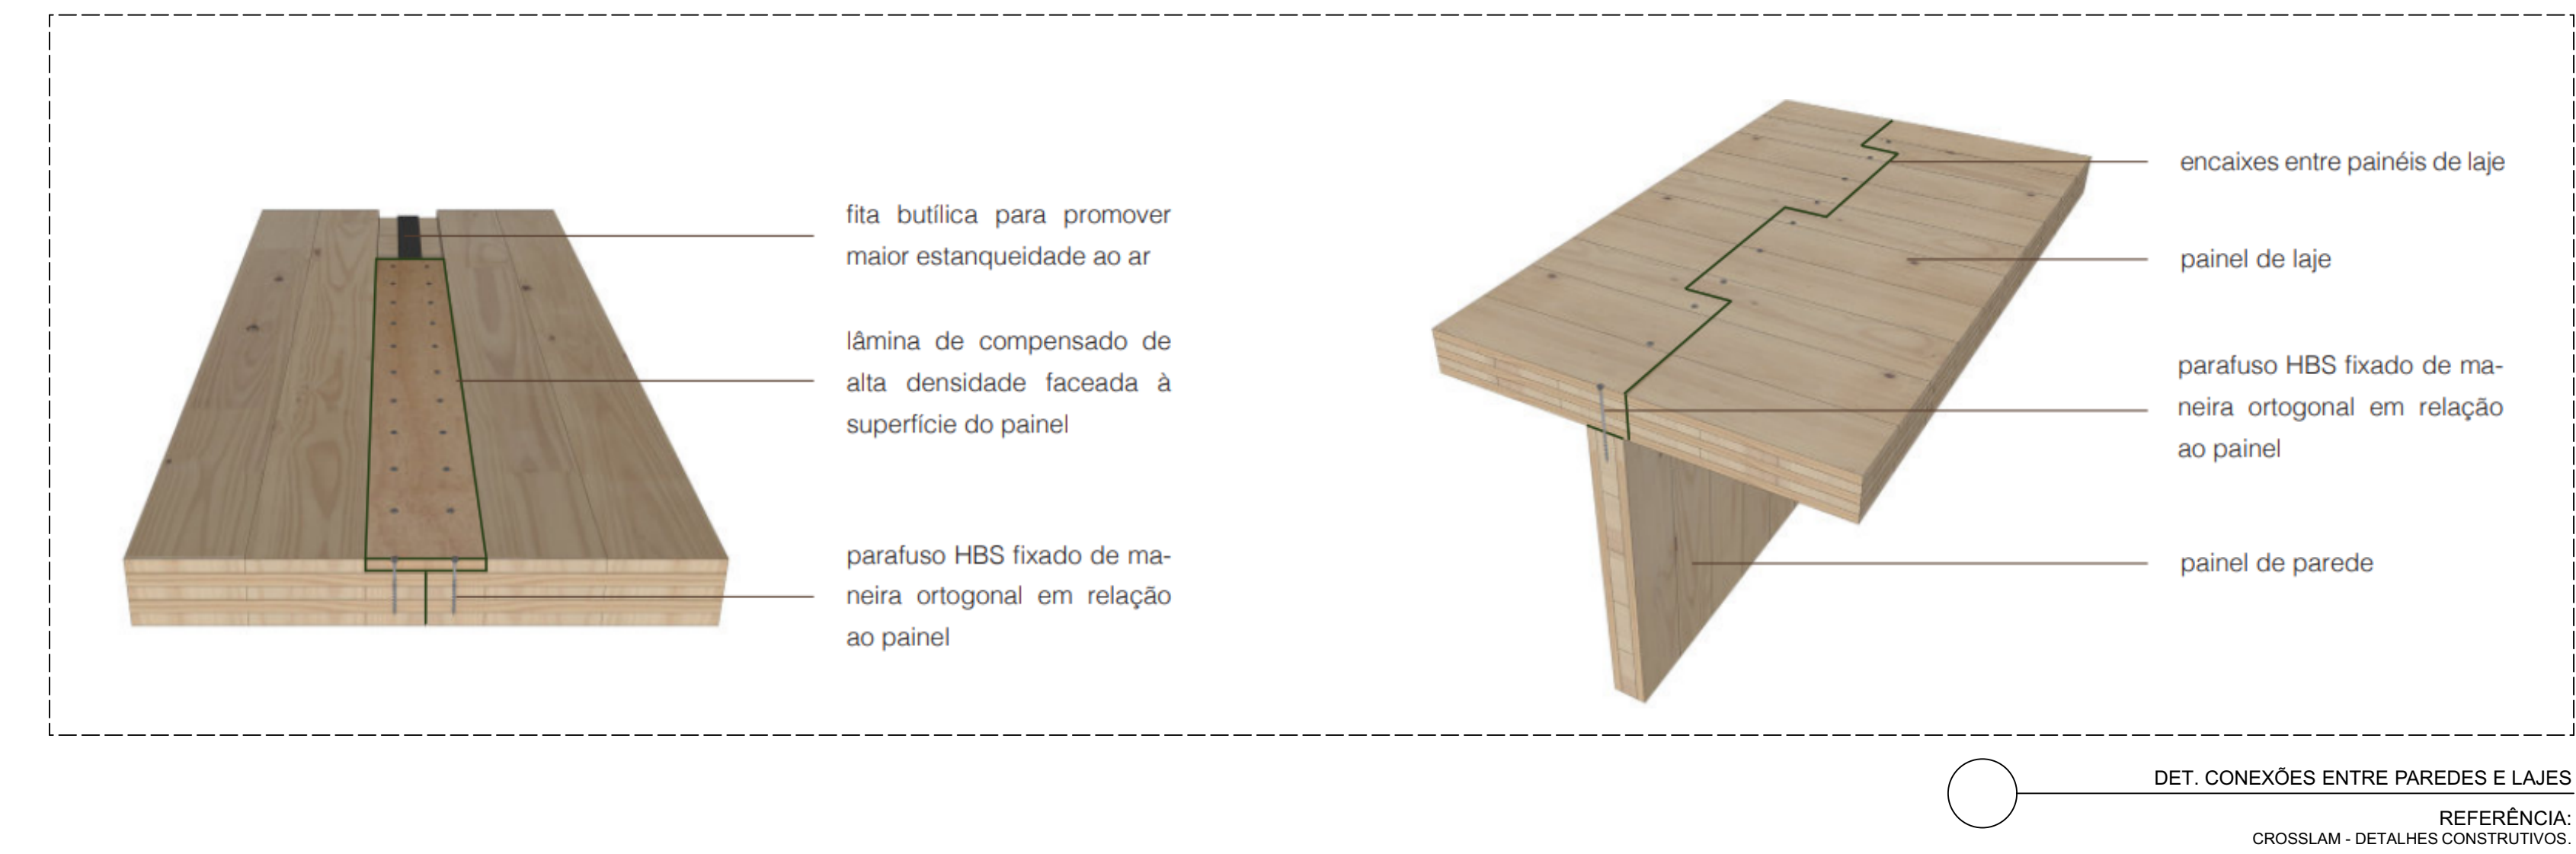 fita butílica para promover
maior estanqueidade ao ar
lâmina de compensado de
alta densidade faceada à
superfície do painel
parafuso HBS fixado de ma-
neira ortogonal em relação
ao painel
encaixes entre painéis de laje
painel de laje
parafuso HBS fixado de ma-
neira ortogonal em relação
ao painel
painel de parede
DET. CONEXÕES ENTRE PAREDES E LAJES
REFERÊNCIA:
CROSSLAM - DETALHES CONSTRUTIVOS.